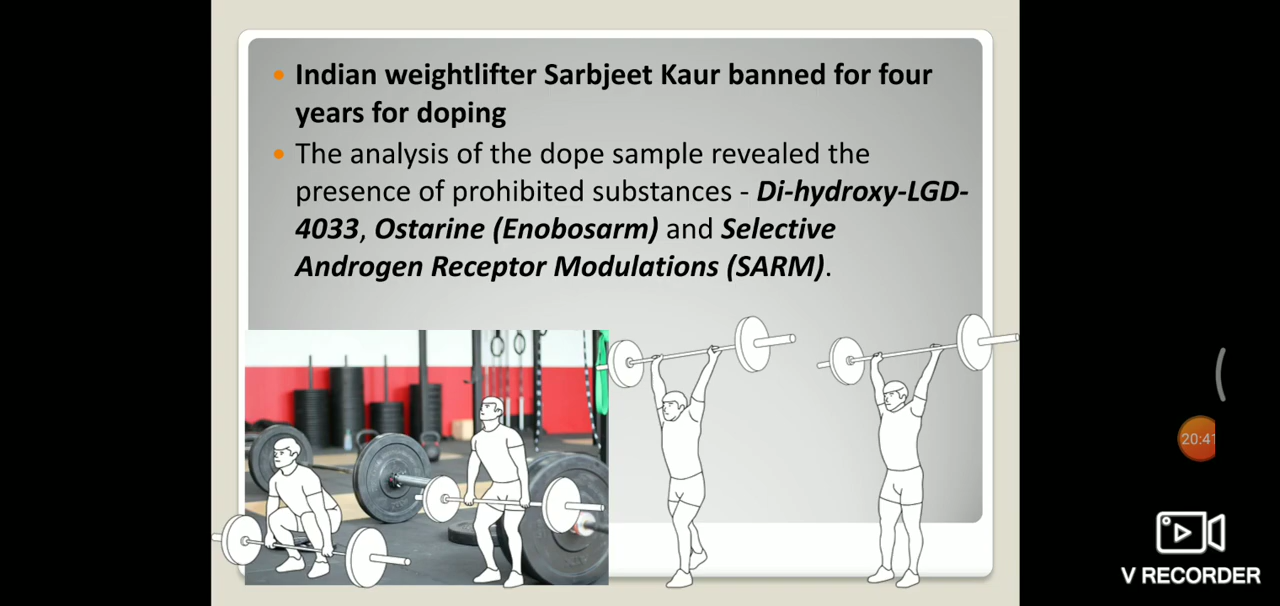 Indian weightlifter Sarbjeet Kaur banned for four
years for doping
The analysis of the dope sample revealed the
presence of prohibited substances - Di-hydroxy-LGD-
4033, Ostarine (Enobosarm) and Selective
Androgen Receptor Modulations (SARM).
20:41
V RECORDER